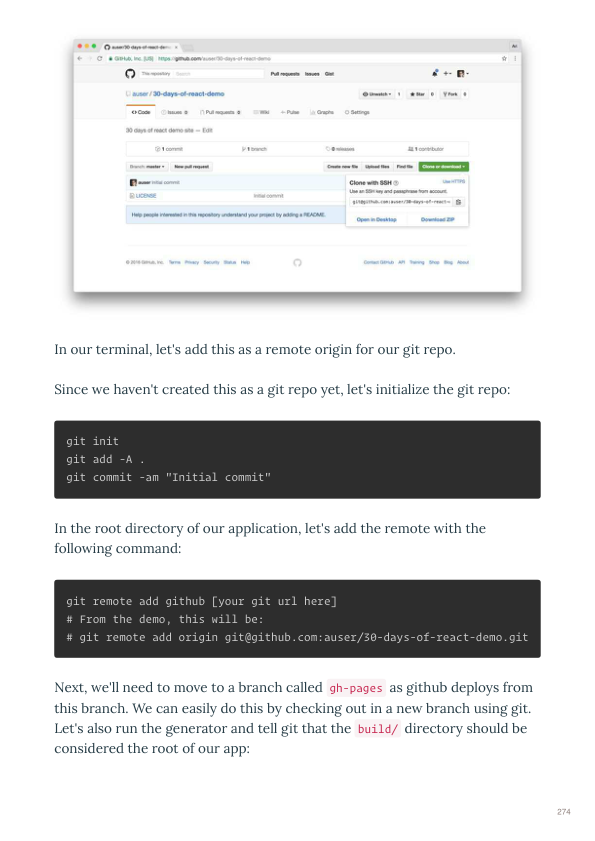 auser/30-days-of-react-demo
GitHub, Inc. [US] https://github.com/auser/30-days-of-react-demo
This repository Search Pull requests Issues Gist
auser / 30-days-of-react-demo Unwatch 1 Star 0 Fork 0
Code Issues 0 Pull requests 0 Wiki Pulse Graphs Settings
30 days of react demo site — Edit
1 commit 1 branch 0 releases 1 contributor
Branch: master New pull request Create new file Upload files Find file Clone or download
auser Initial commit
LICENSE Initial commit
Clone with SSH Use HTTPS
Use an SSH key and passphrase from account.
git@github.com:auser/30-days-of-react-
Open in Desktop Download ZIP
Help people interested in this repository understand your project by adding a README.
© 2016 GitHub, Inc. Terms Privacy Security Status Help Contact GitHub API Training Shop Blog About
In our terminal, let's add this as a remote origin for our git repo.
Since we haven't created this as a git repo yet, let's initialize the git repo:
git init
git add -A .
git commit -am "Initial commit"
In the root directory of our application, let's add the remote with the
following command:
git remote add github [your git url here]
# From the demo, this will be:
# git remote add origin git@github.com:auser/30-days-of-react-demo.git
Next, we'll need to move to a branch called gh-pages as github deploys from
this branch. We can easily do this by checking out in a new branch using git.
Let's also run the generator and tell git that the build/ directory should be
considered the root of our app:
274